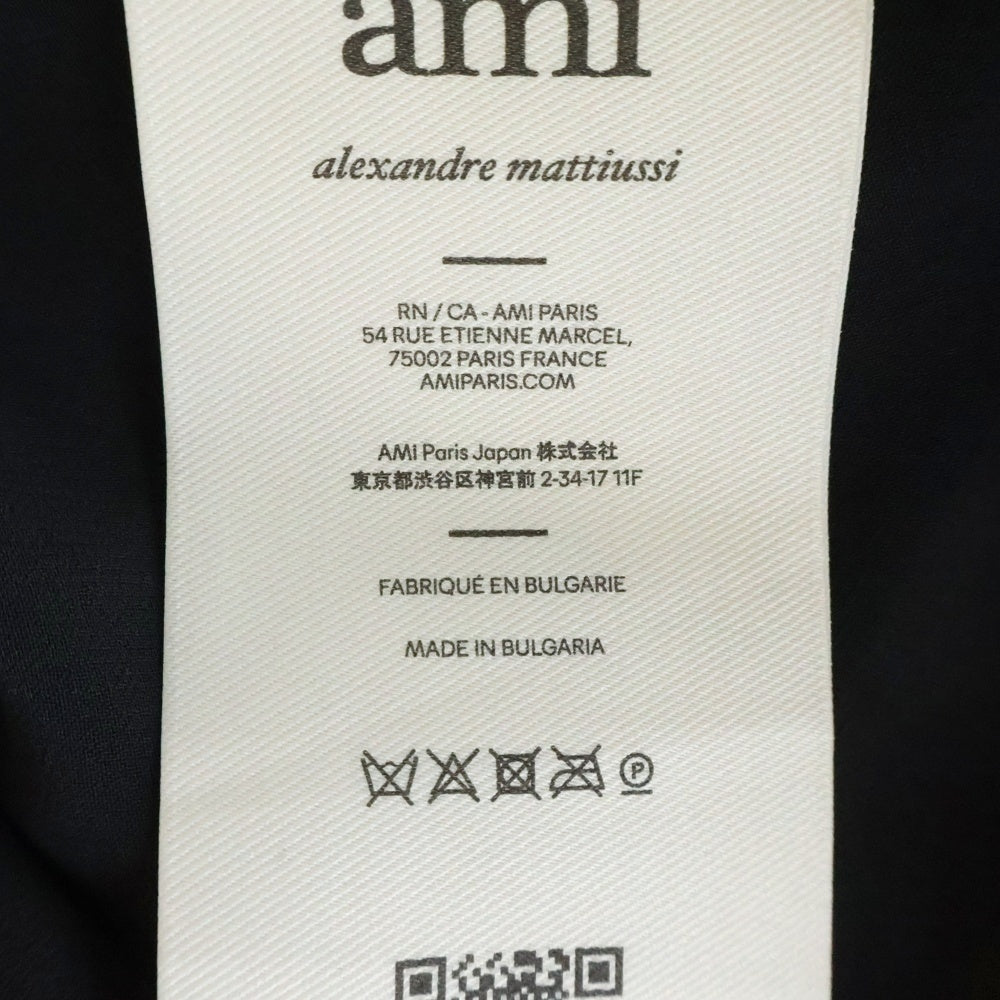 ami
alexandre mattiussi
RN / CA - AMI PARIS
54 RUE ETIENNE MARCEL,
75002 PARIS FRANCE
AMIPARIS.COM
AMI Paris Japan 株式会社
東京都渋谷区神宮前 2-34-17 11F
FABRIQUÉ EN BULGARIE
MADE IN BULGARIA
P